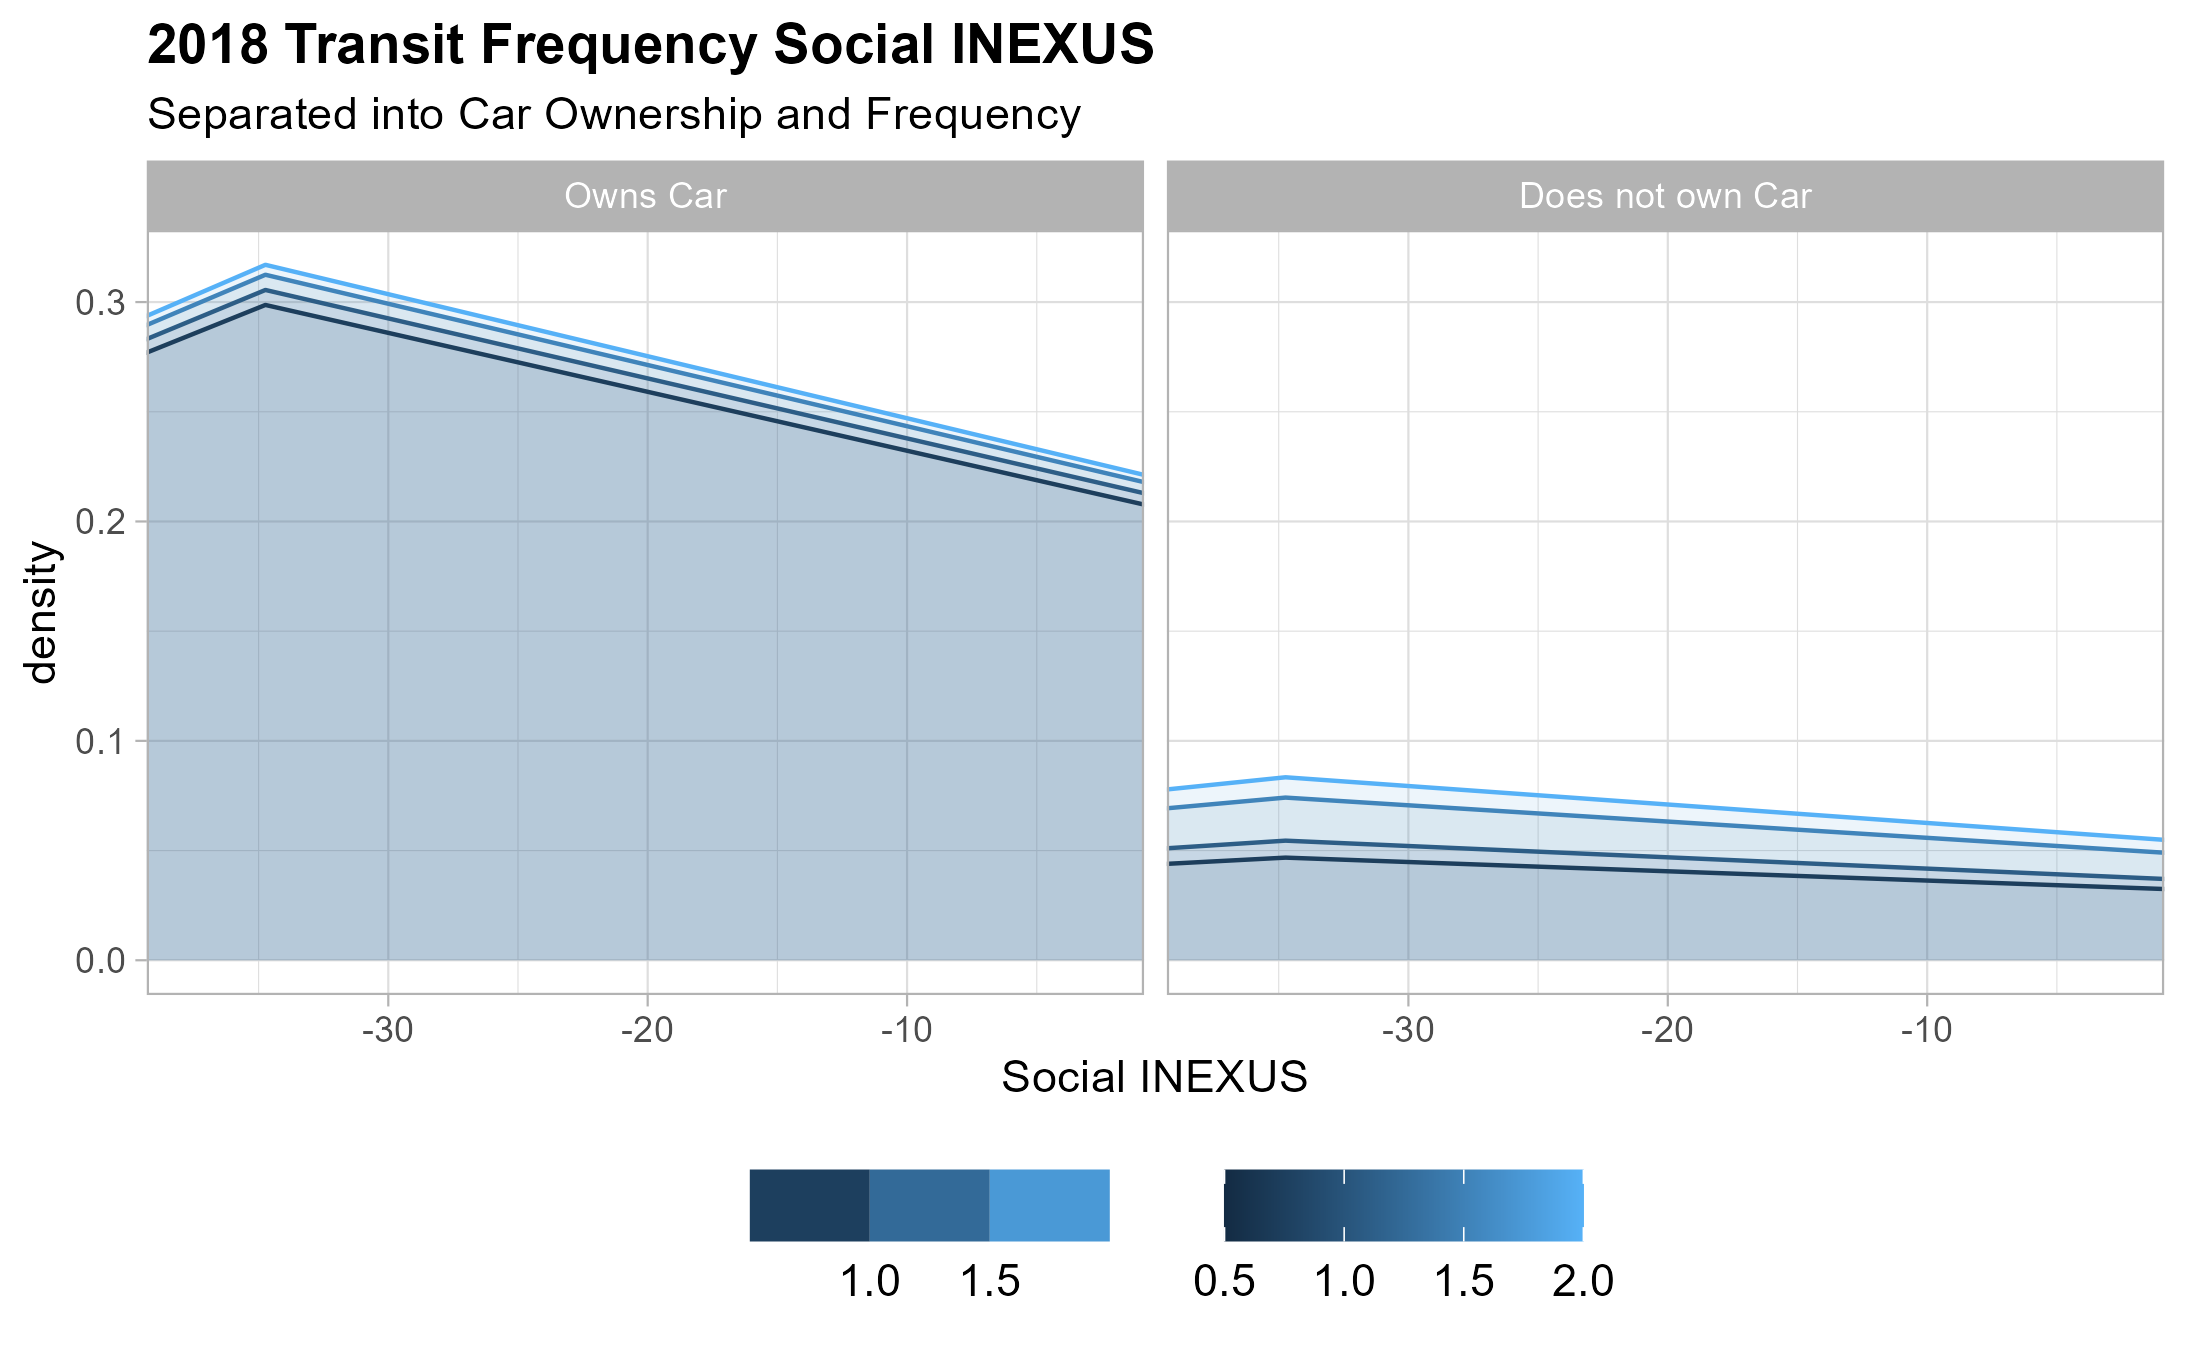 2018 Transit Frequency Social INEXUS
Separated into Car Ownership and Frequency
Owns Car
Does not own Car
density
0.3
0.2
0.1
0.0
-30 -20 -10
-30 -20 -10
Social INEXUS
1.0 1.5
0.5 1.0 1.5 2.0